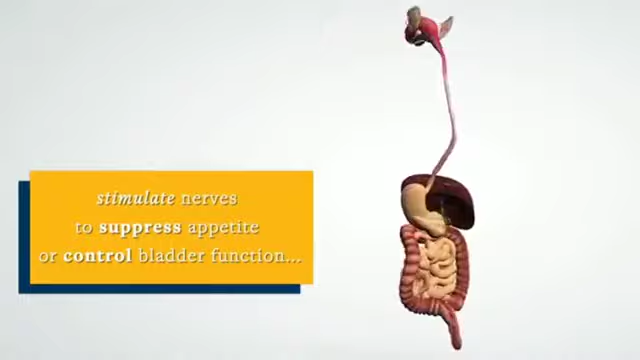 stimulate nerves
to suppress appetite
or control bladder function...